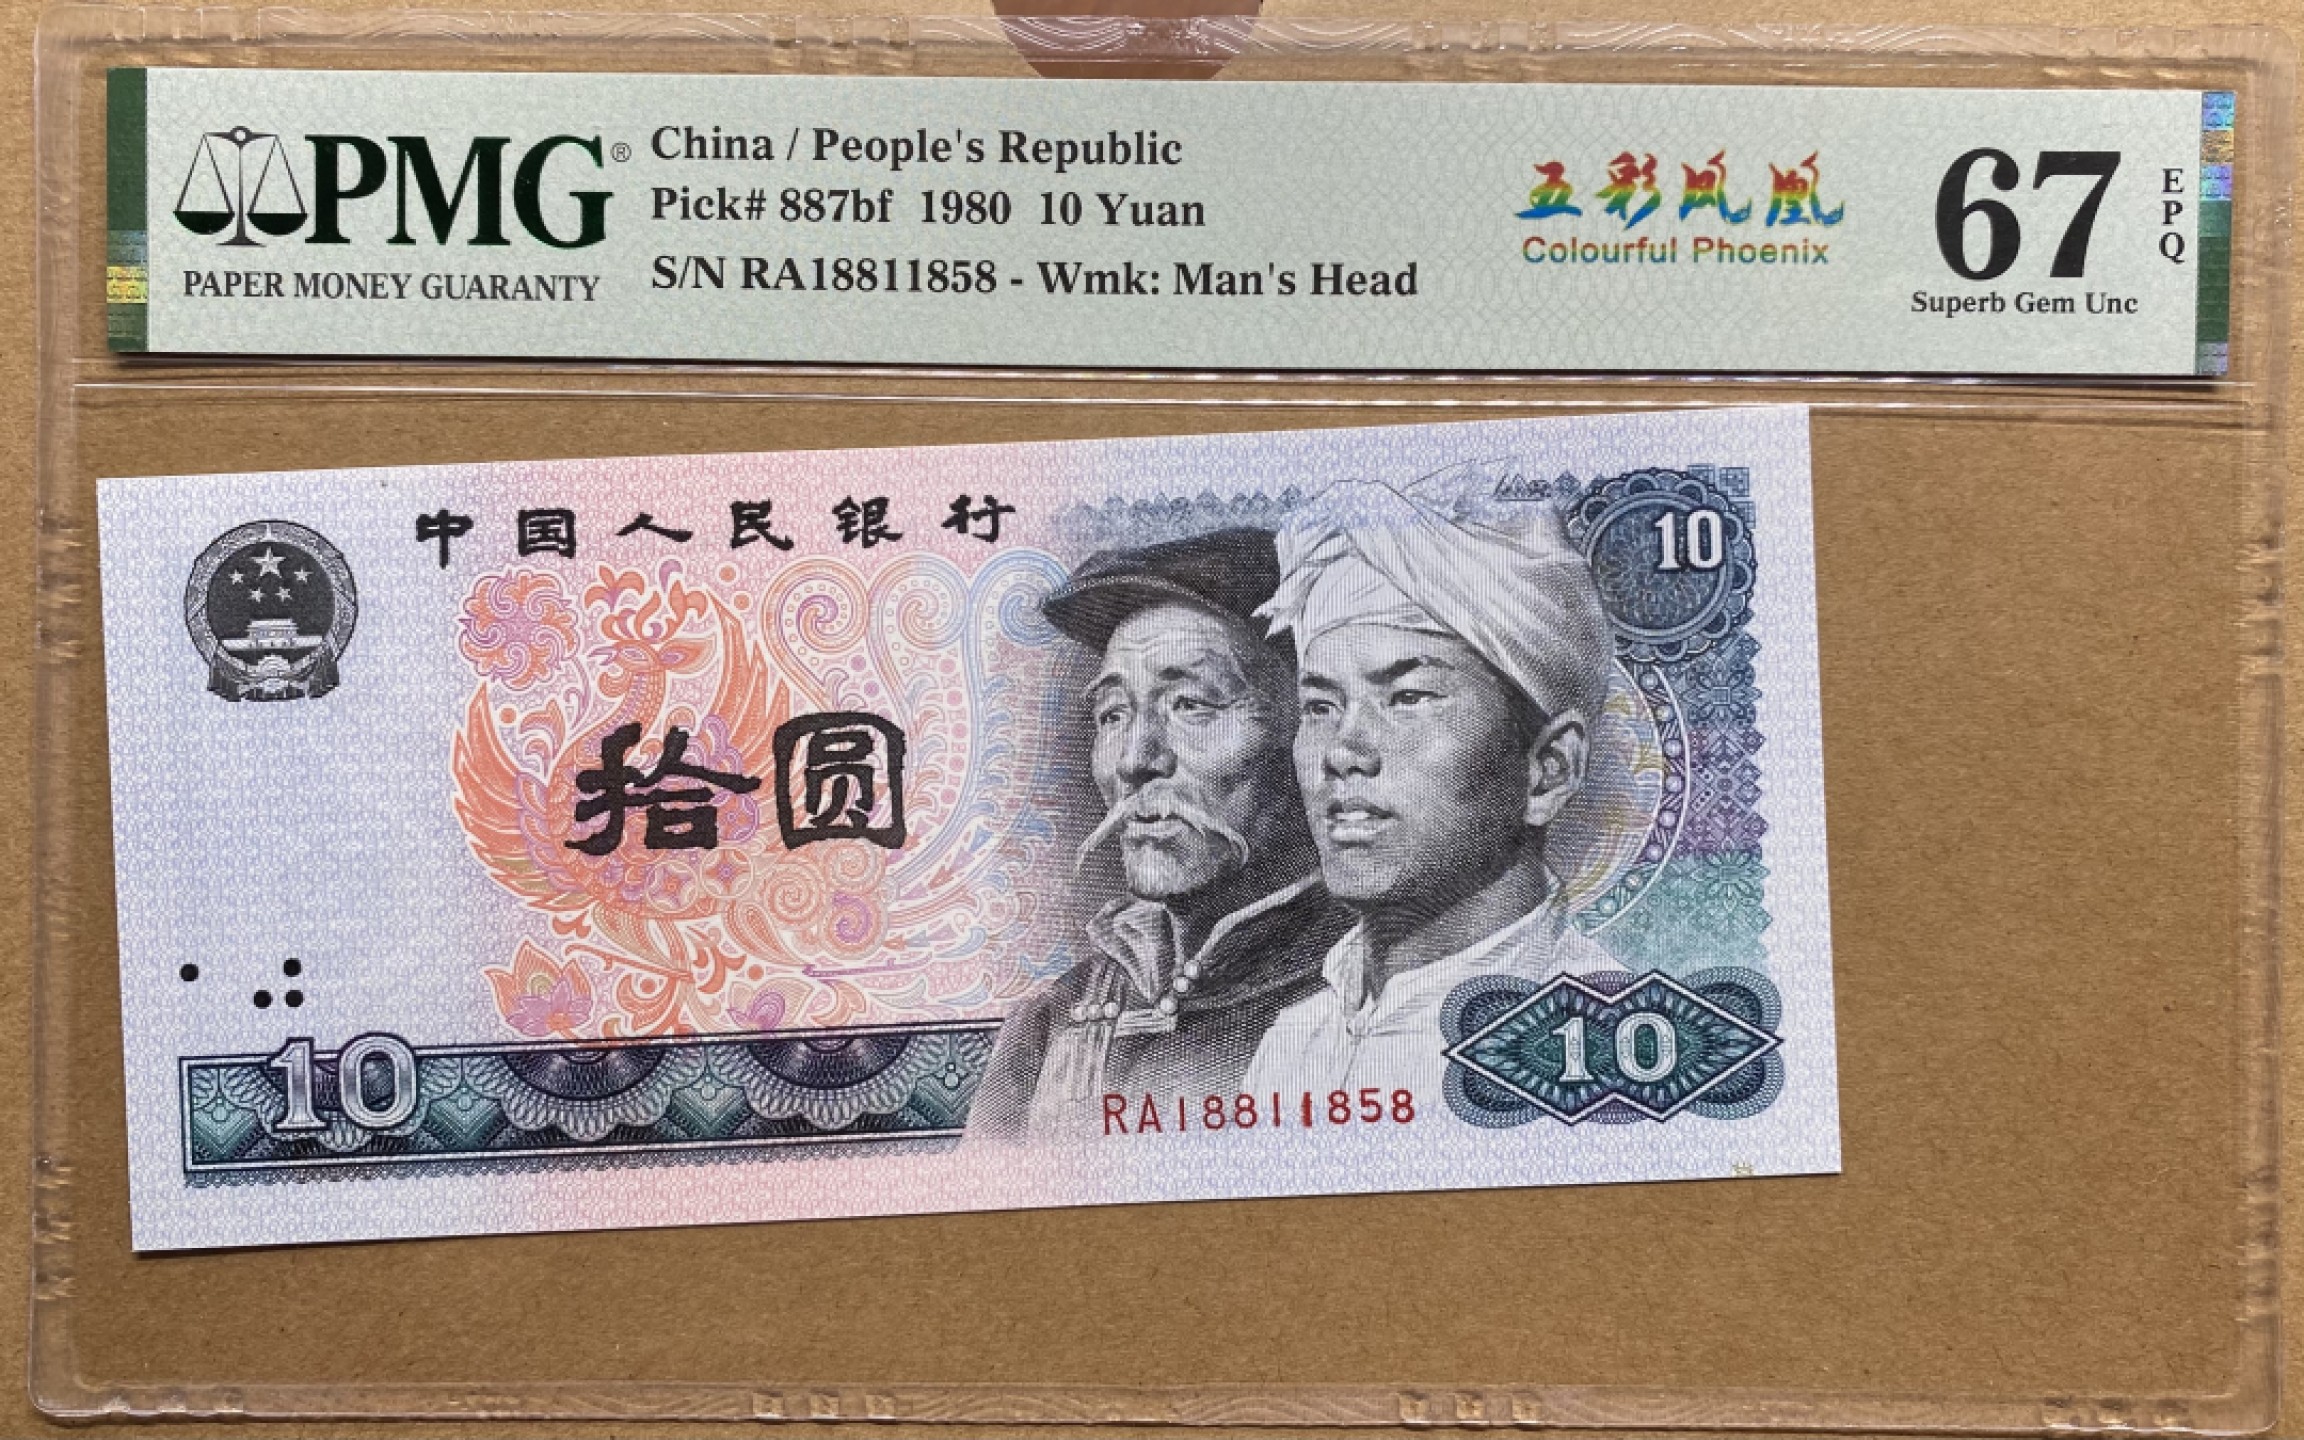 PMG®
PAPER MONEY GUARANTY
China / People's Republic
Pick# 887bf 1980 10 Yuan
S/N RA18811858 - Wmk: Man's Head
五彩凤凰
Colourful Phoenix
67
EPQ
Superb Gem Unc
中国人民银行
10
拾圆
10
10
RA18811858